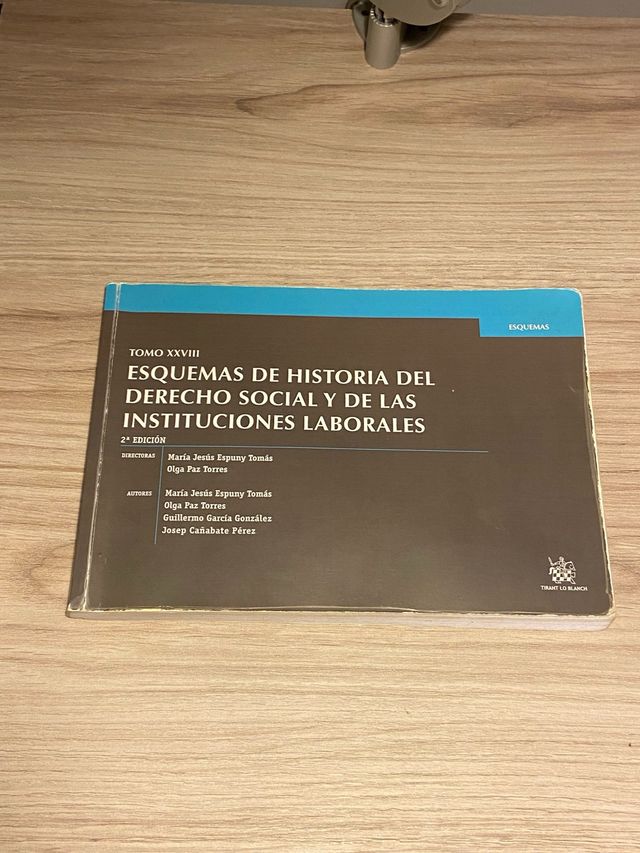 ESQUEMAS
TOMO XXVIII
ESQUEMAS DE HISTORIA DEL
DERECHO SOCIAL Y DE LAS
INSTITUCIONES LABORALES
2ª EDICIÓN
DIRECTORAS
María Jesús Espuny Tomás
Olga Paz Torres
AUTORES
María Jesús Espuny Tomás
Olga Paz Torres
Guillermo García González
Josep Cañabate Pérez
TIRANT LO BLANCH